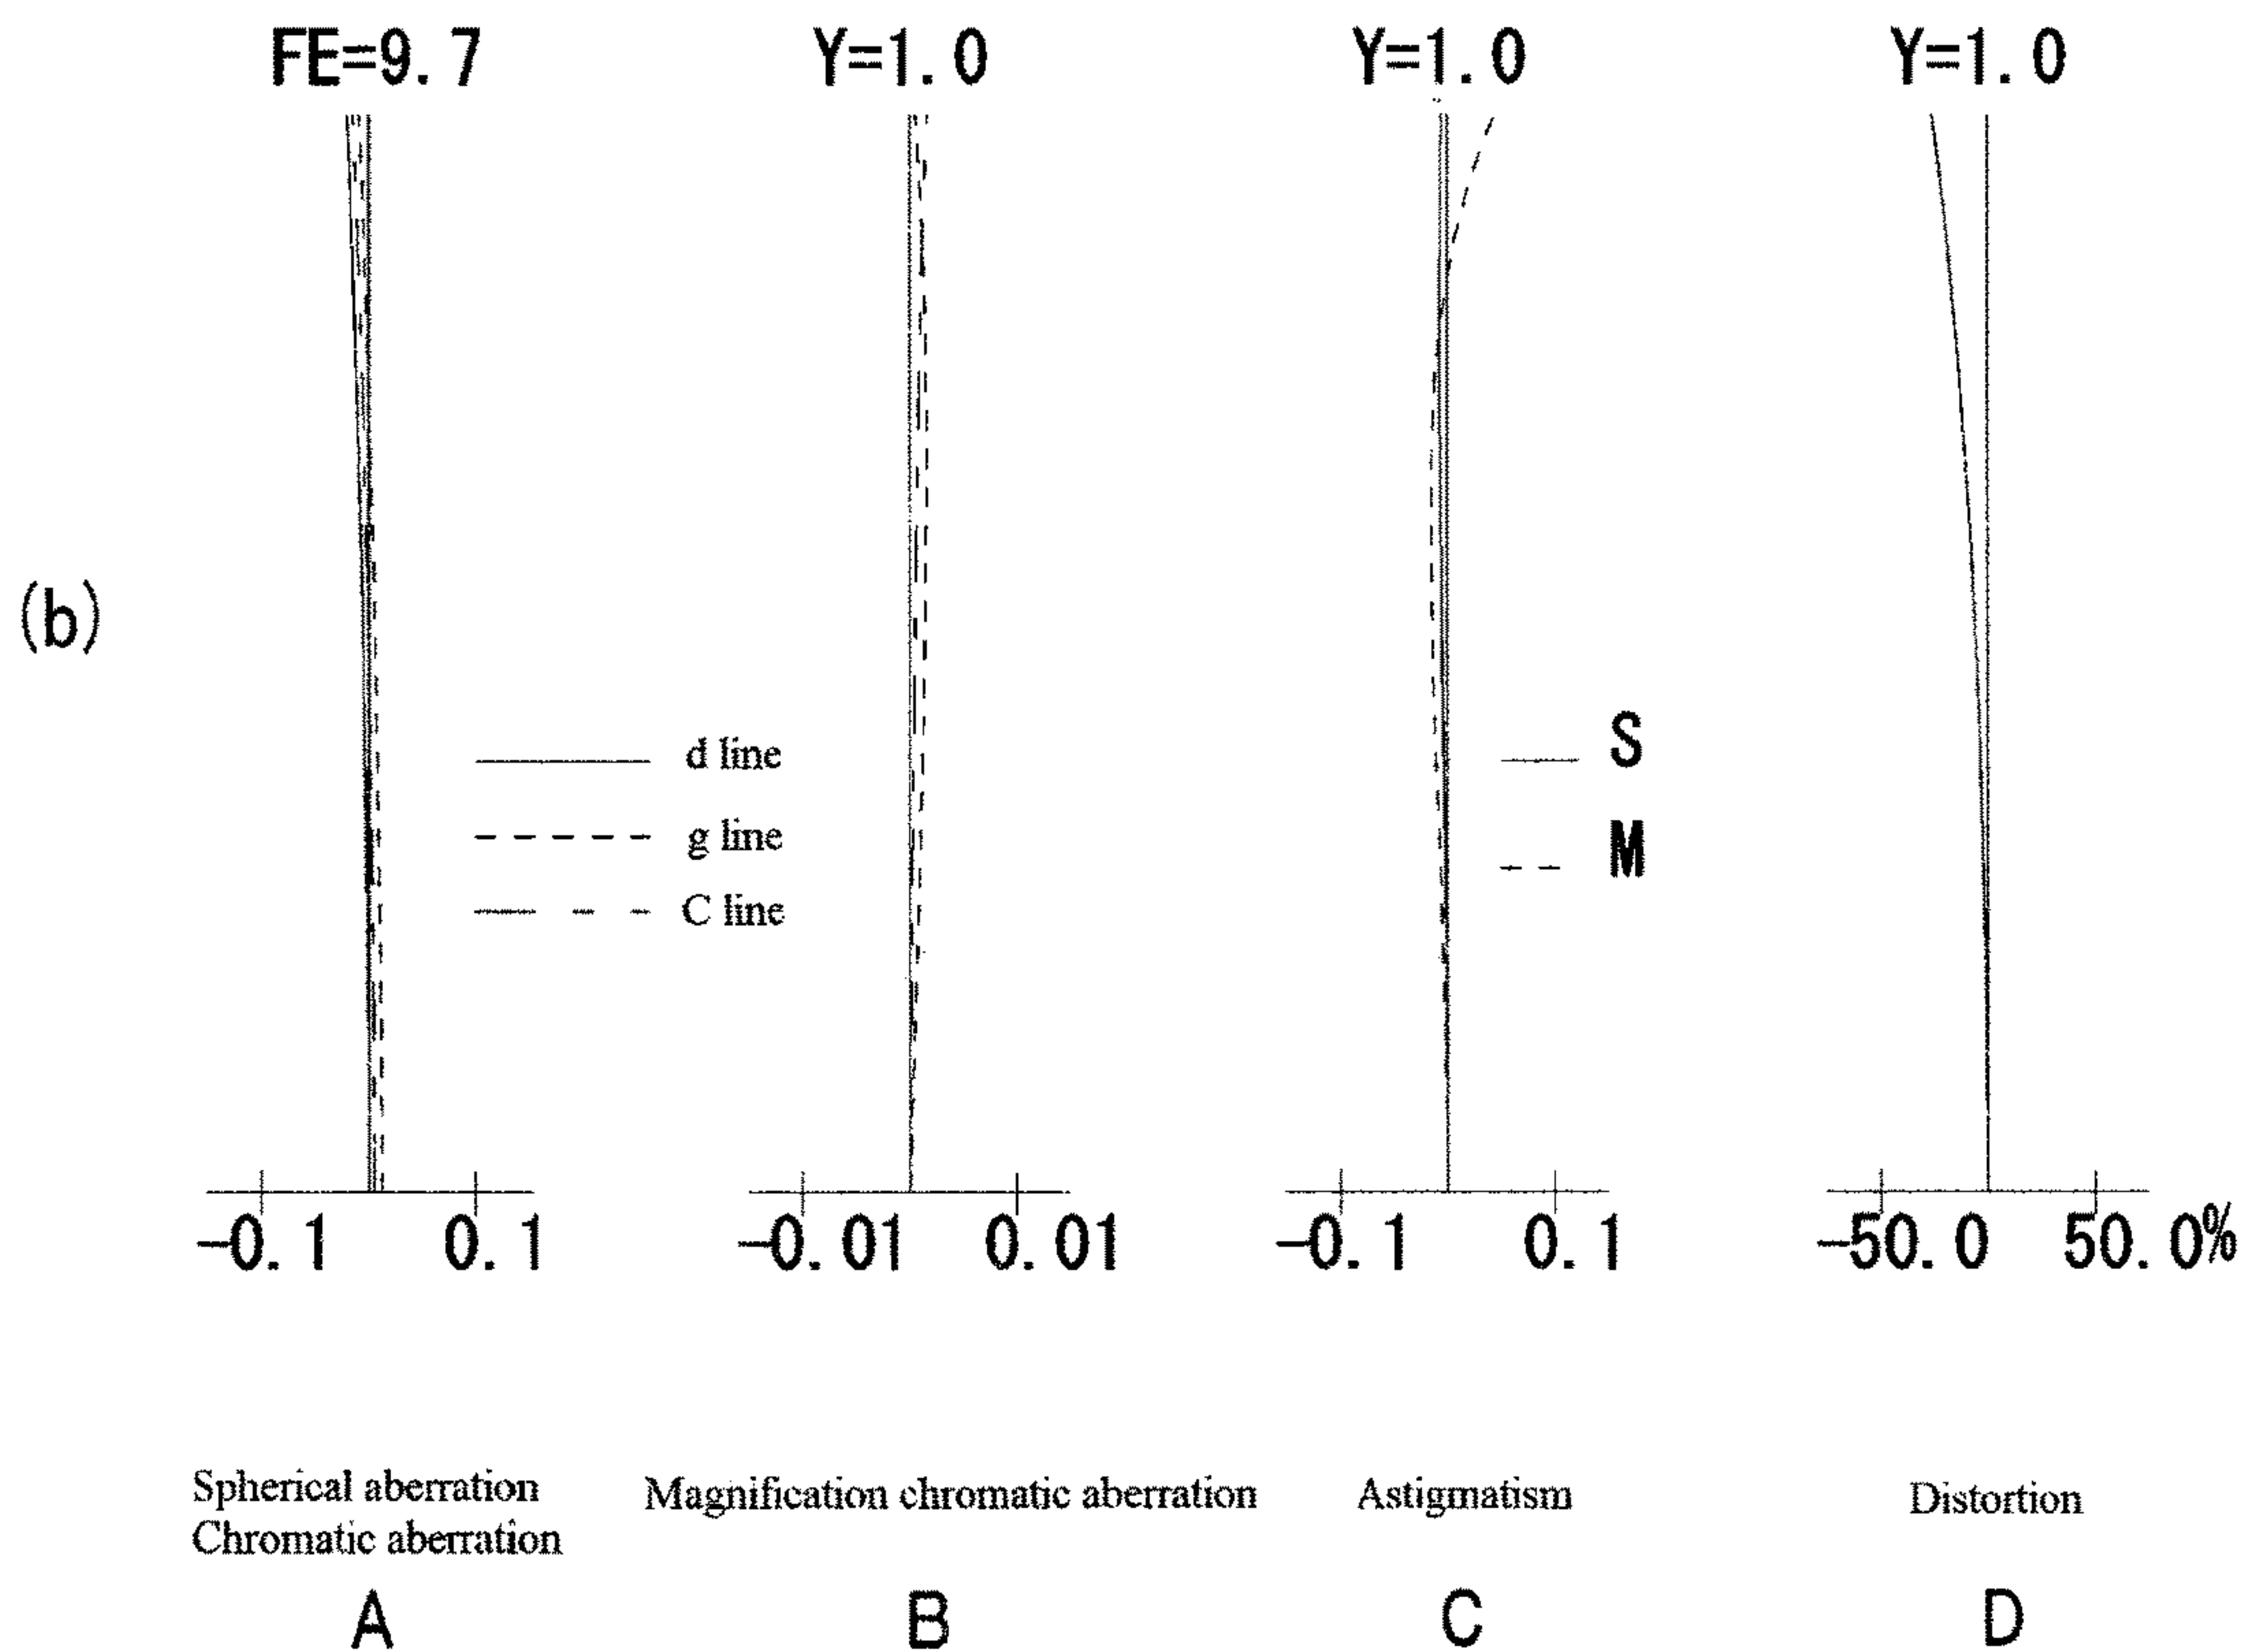 FE=9.7
Y=1.0
Y=1.0
Y=1.0
(b)
d line
g line
C line
S
M
-0.1 0.1
-0.01 0.01
-0.1 0.1
-50.0 50.0%
Spherical aberration
Chromatic aberration
Magnification chromatic aberration
Astigmatism
Distortion
A
B
C
D